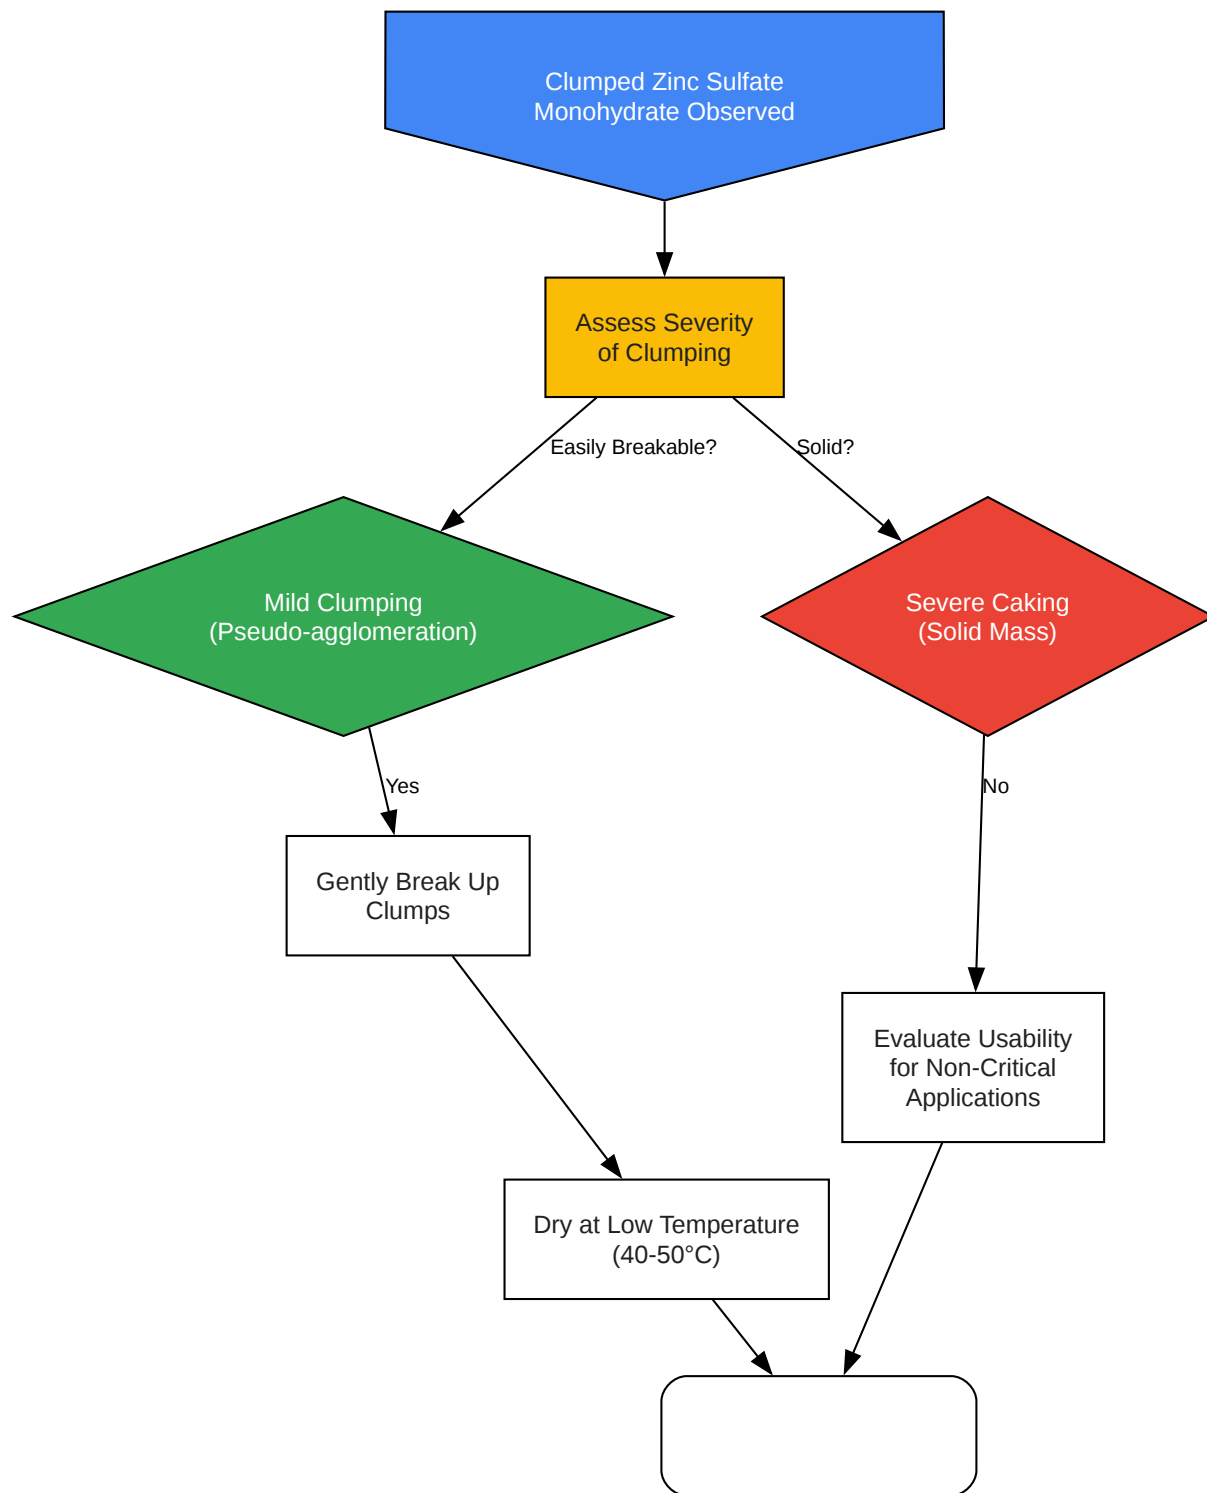 Clumped Zinc Sulfate
Monohydrate Observed
Assess Severity
of Clumping
Easily Breakable?
Solid?
Mild Clumping
(Pseudo-agglomeration)
Severe Caking
(Solid Mass)
Yes
No
Gently Break Up
Clumps
Evaluate Usability
for Non-Critical
Applications
Dry at Low Temperature
(40-50°C)